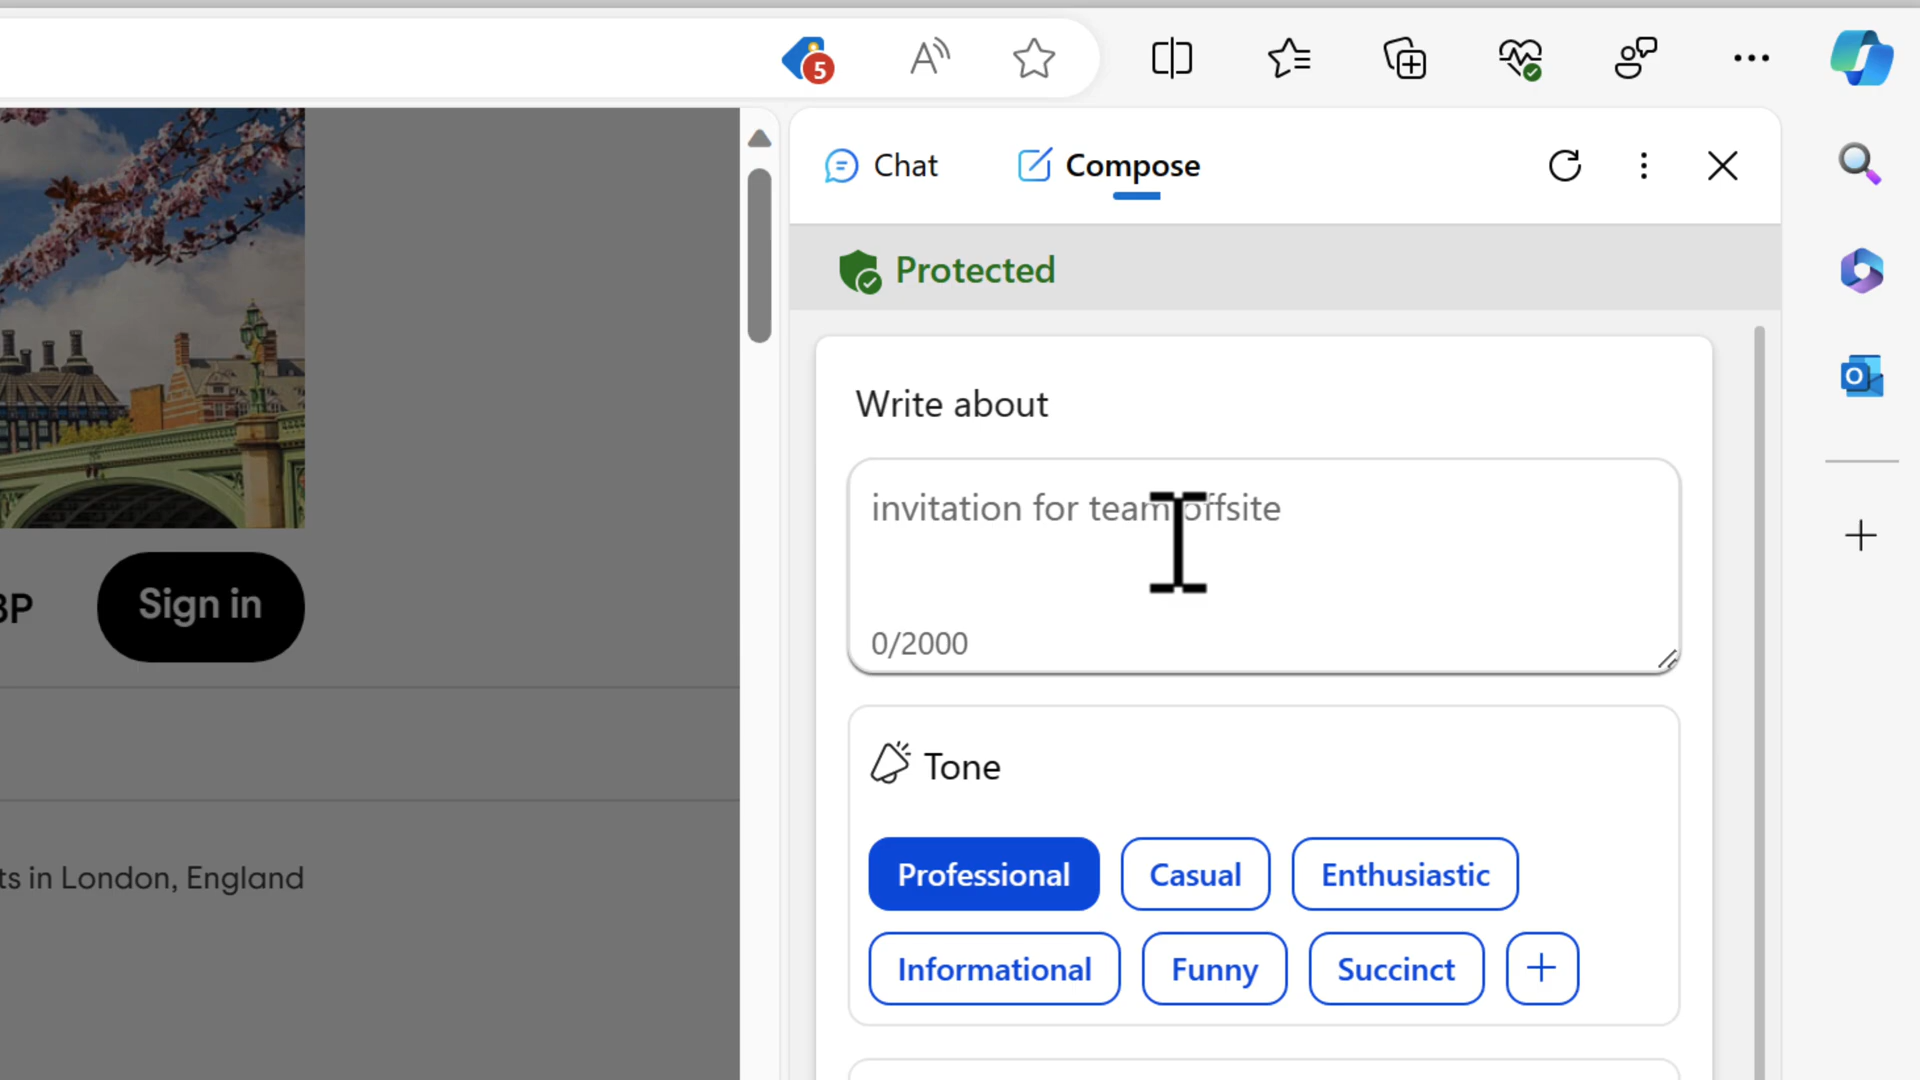 5
Chat
Compose
Protected
Write about
invitation for team offsite
0/2000
Tone
Professional
Casual
Enthusiastic
Informational
Funny
Succinct
BP
Sign in
ts in London, England